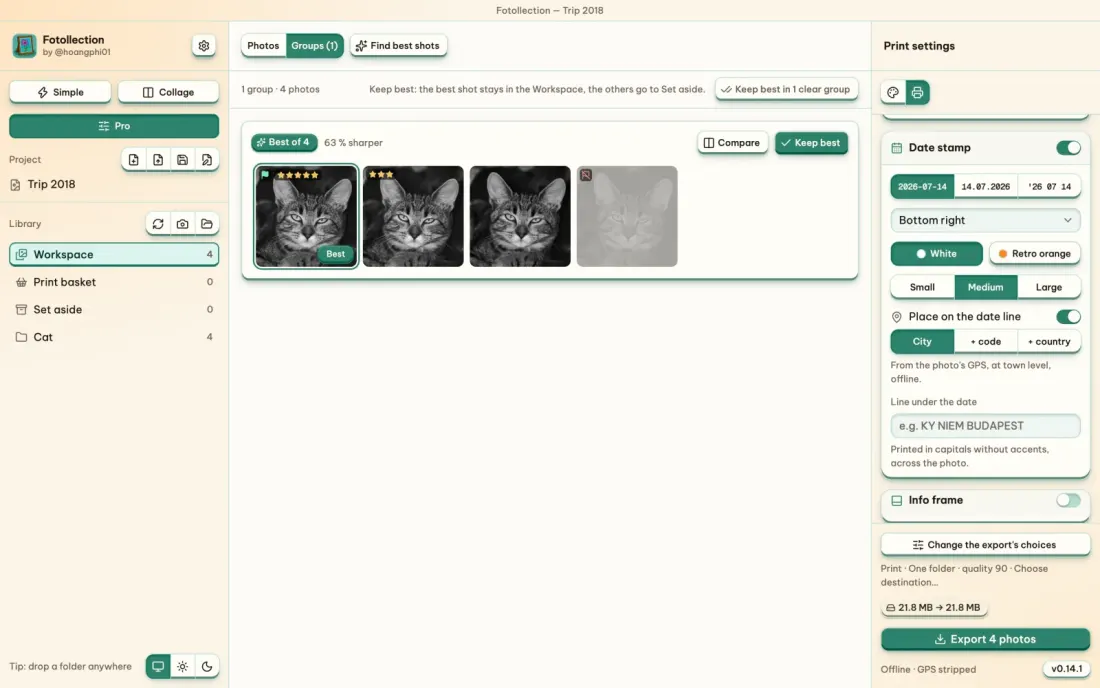 Fotollection — Trip 2018
Fotollection
by @hoangphi01
Simple
Collage
Pro
Project
Trip 2018
Library
Workspace 4
Print basket 0
Set aside 0
Cat 4
Tip: drop a folder anywhere
Photos
Groups (1)
Find best shots
1 group · 4 photos
Keep best: the best shot stays in the Workspace, the others go to Set aside.
Keep best in 1 clear group
Best of 4
63 % sharper
Compare
Keep best
Best
Print settings
Date stamp
2026-07-14
14.07.2026
'26 07 14
Bottom right
White
Retro orange
Small
Medium
Large
Place on the date line
City
+ code
+ country
From the photo's GPS, at town level,
offline.
Line under the date
e.g. KY NIEM BUDAPEST
Printed in capitals without accents,
across the photo.
Info frame
Change the export's choices
Print · One folder · quality 90 · Choose
destination…
21.8 MB → 21.8 MB
Export 4 photos
Offline · GPS stripped
v0.14.1